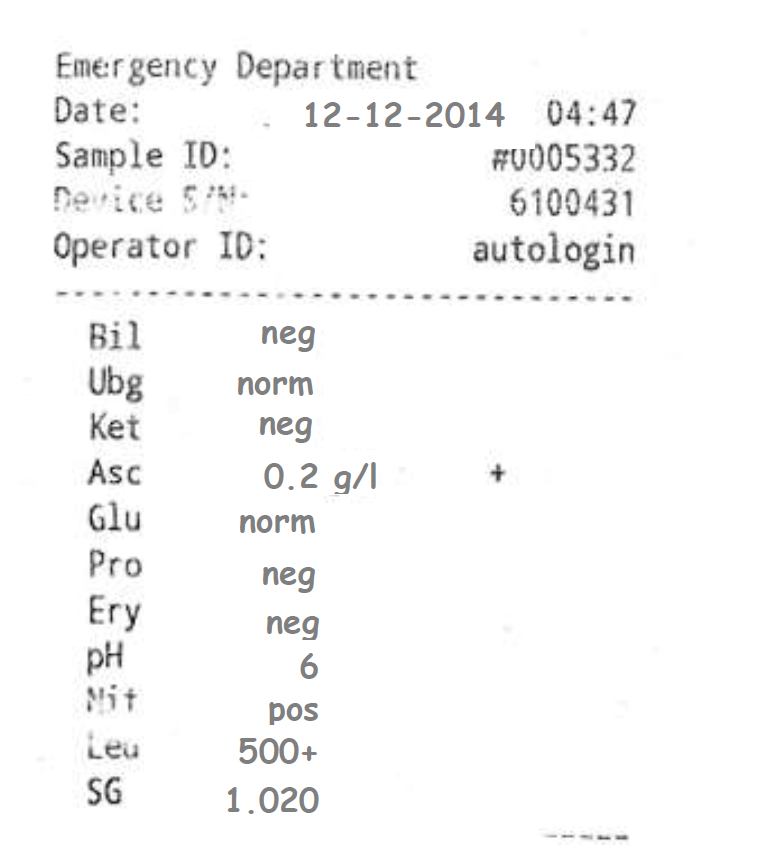 Emergency Department
Date: 12-12-2014 04:47
Sample ID: #0005332
Device S/N: 6100431
Operator ID: autologin
Bil neg
Ubg norm
Ket neg
Asc 0.2 g/l +
Glu norm
Pro neg
Ery neg
pH 6
Nit pos
Leu 500+
SG 1.020